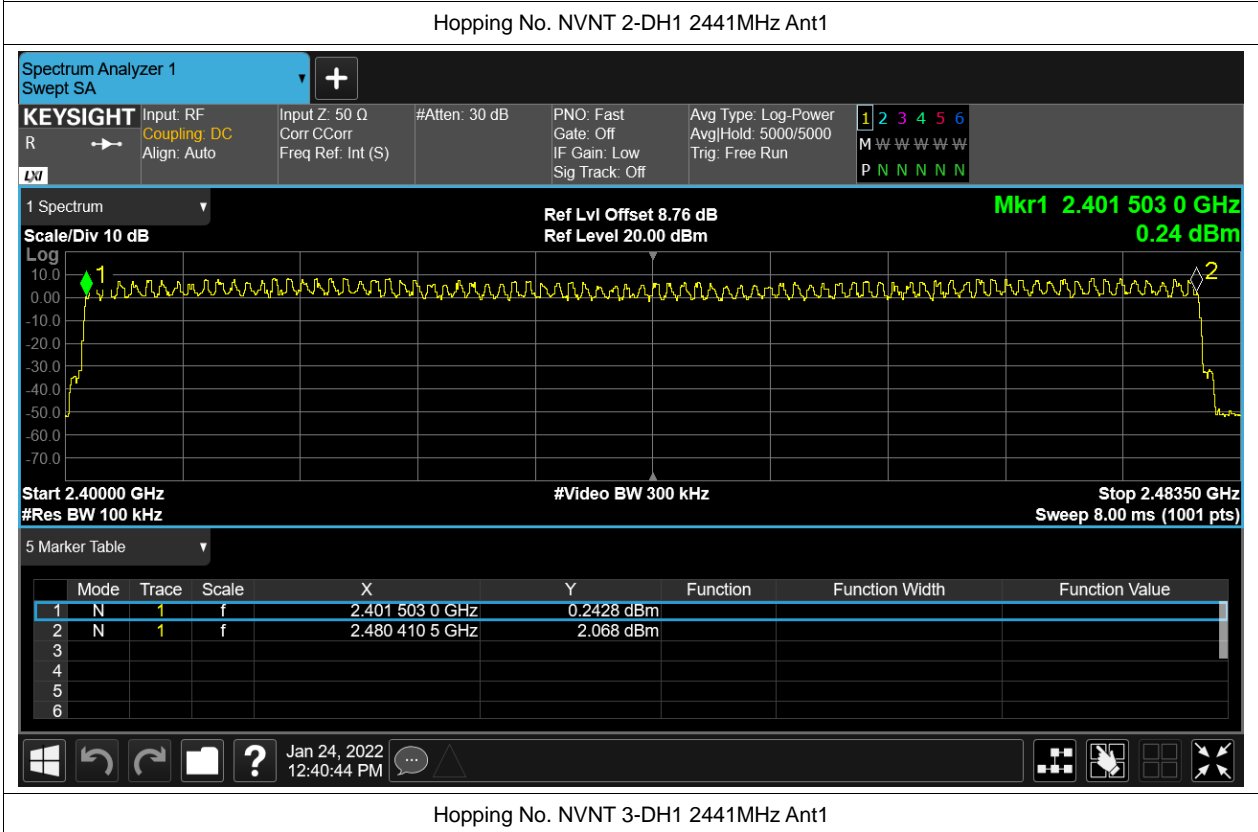 Hopping No. NVNT 2-DH1 2441MHz Ant1
Spectrum Analyzer 1
Swept SA
KEYSIGHT
R
LXI
Input: RF
Coupling: DC
Align: Auto
Input Z: 50 Ω
Corr CCorr
Freq Ref: Int (S)
#Atten: 30 dB
PNO: Fast
Gate: Off
IF Gain: Low
Sig Track: Off
Avg Type: Log-Power
Avg|Hold: 5000/5000
Trig: Free Run
1 2 3 4 5 6
M W W W W W
P N N N N N
1 Spectrum
Scale/Div 10 dB
Ref Lvl Offset 8.76 dB
Ref Level 20.00 dBm
Mkr1 2.401 503 0 GHz
0.24 dBm
Log
10.0
0.00
-10.0
-20.0
-30.0
-40.0
-50.0
-60.0
-70.0
1
2
Start 2.40000 GHz
#Res BW 100 kHz
#Video BW 300 kHz
Stop 2.48350 GHz
Sweep 8.00 ms (1001 pts)
5 Marker Table
Mode Trace Scale X Y Function Function Width Function Value
1 N 1 f 2.401 503 0 GHz 0.2428 dBm
2 N 1 f 2.480 410 5 GHz 2.068 dBm
3
4
5
6
?
Jan 24, 2022
12:40:44 PM
Hopping No. NVNT 3-DH1 2441MHz Ant1